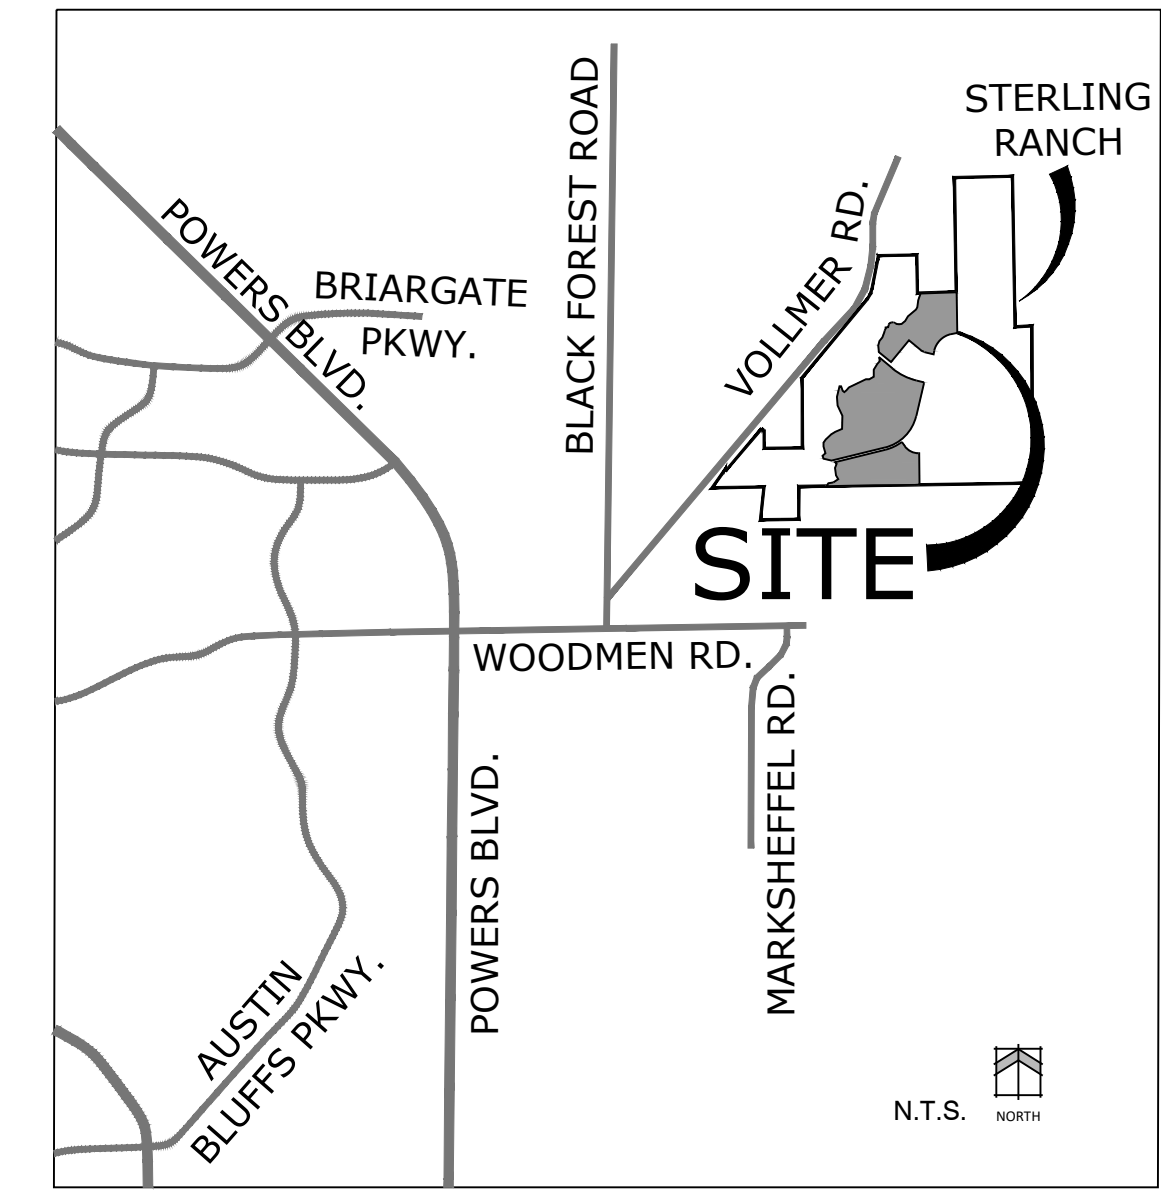 STERLING
RANCH
BLACK FOREST ROAD
VOLLMER RD.
POWERS BLVD.
BRIARGATE
PKWY.
SITE
WOODMEN RD.
MARKSHEFFEL RD.
POWERS BLVD.
AUSTIN
BLUFFS PKWY.
N.T.S.
NORTH